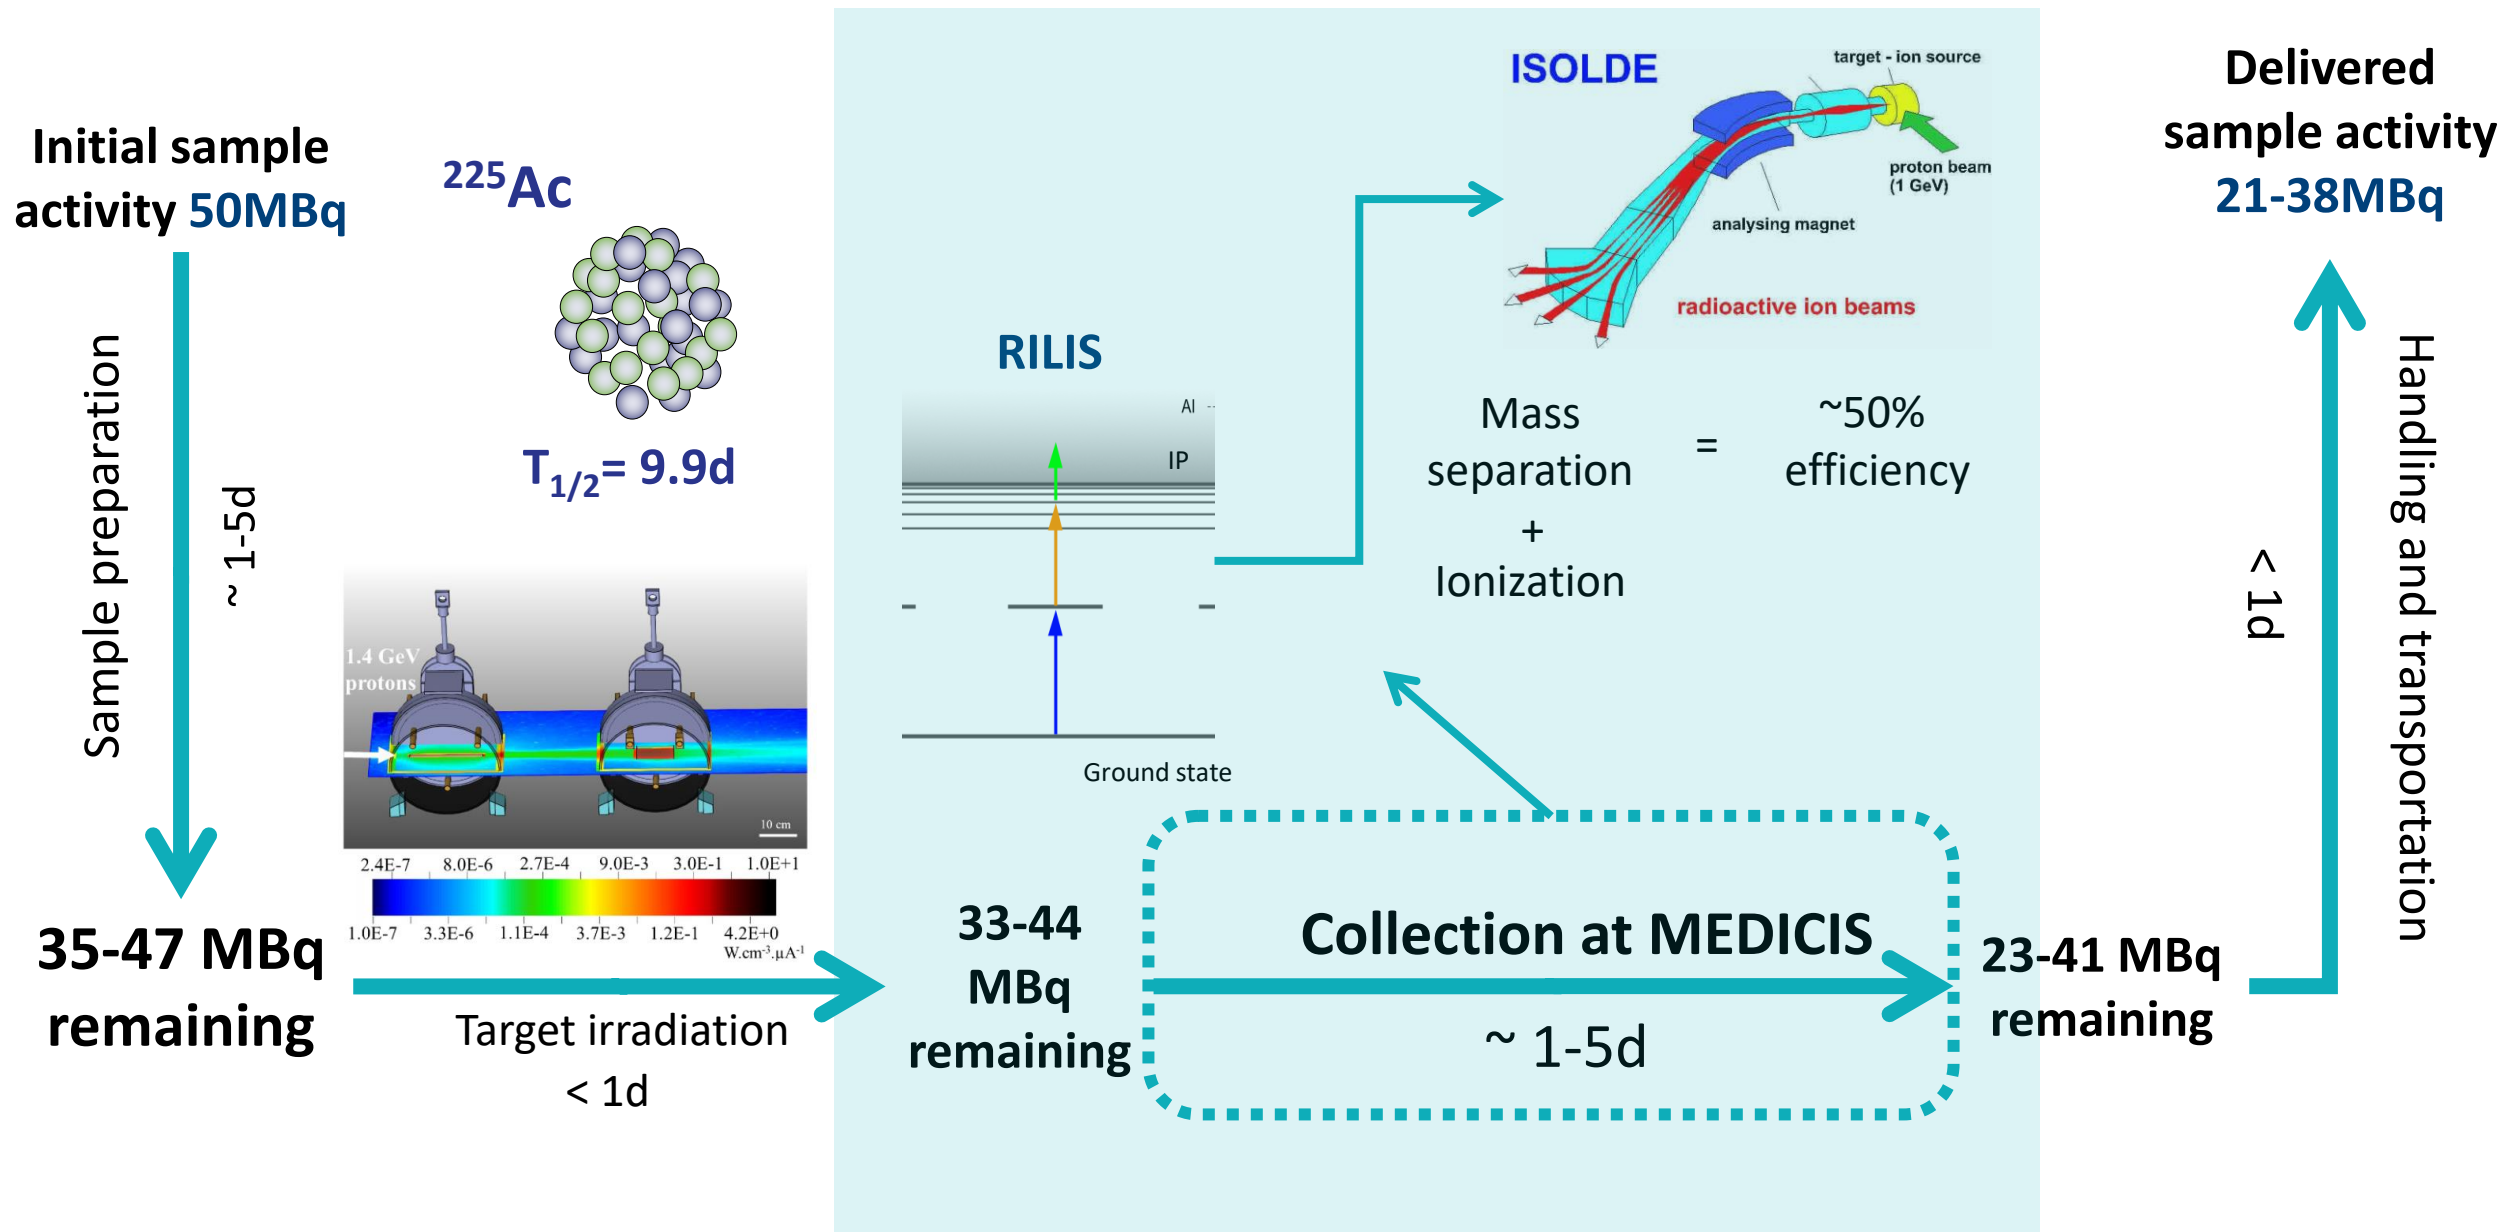 Initial sample
activity 50MBq
Sample preparation
~ 1-5d
35-47 MBq
remaining
²²⁵Ac
T1/2= 9.9d
1.4 GeV
protons
10 cm
2.4E-7 8.0E-6 2.7E-4 9.0E-3 3.0E-1 1.0E+1
1.0E-7 3.3E-6 1.1E-4 3.7E-3 1.2E-1 4.2E+0
W.cm⁻³.µA⁻¹
Target irradiation
< 1d
33-44
MBq
remaining
RILIS
AI
IP
Ground state
ISOLDE
target - ion source
proton beam
(1 GeV)
analysing magnet
radioactive ion beams
Mass
separation
+
Ionization
=
~50%
efficiency
Collection at MEDICIS
~ 1-5d
23-41 MBq
remaining
Handling and transportation
< 1d
Delivered
sample activity
21-38MBq